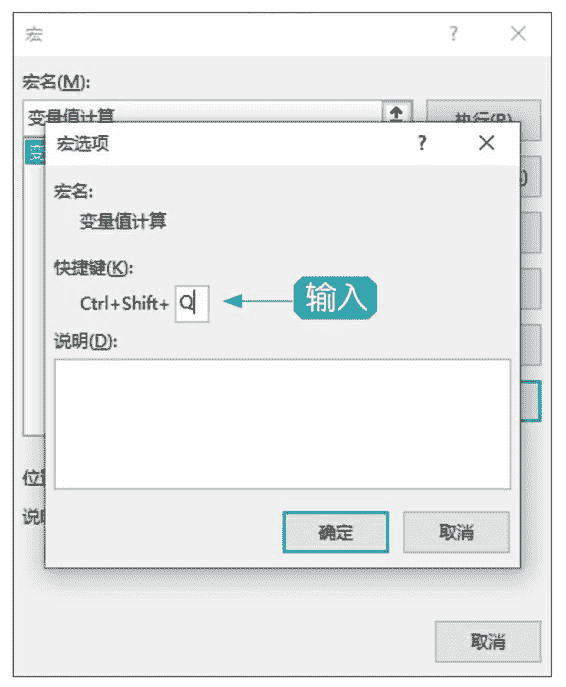 宏
宏名(M):
变量值计算
宏选项
宏名:
变量值计算
快捷键(K):
Ctrl+Shift+ Q
输入
说明(D):
确定 取消
取消